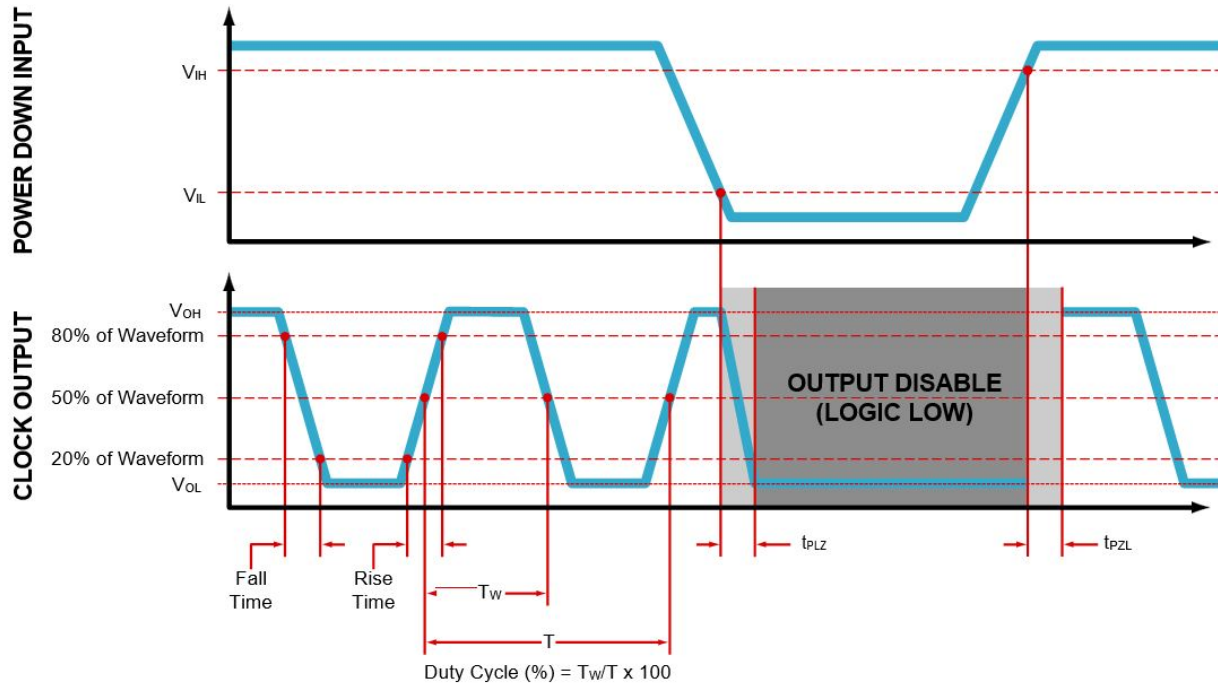 POWER DOWN INPUT
VIH
VIL
CLOCK OUTPUT
VOH
80% of Waveform
50% of Waveform
20% of Waveform
VOL
OUTPUT DISABLE
(LOGIC LOW)
Fall
Time
Rise
Time
TW
tPLZ
tPZL
T
Duty Cycle (%) = TW/T x 100